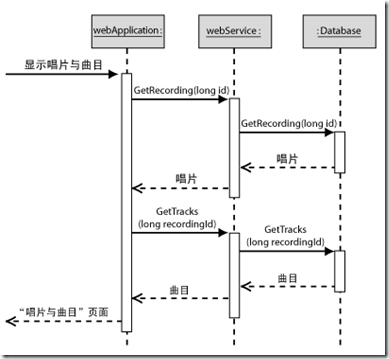 webApplication:
webService:
:Database
显示唱片与曲目
GetRecording(long id)
GetRecording(long id)
唱片
唱片
GetTracks
(long recordingId)
GetTracks
(long recordingId)
曲目
曲目
“唱片与曲目”页面